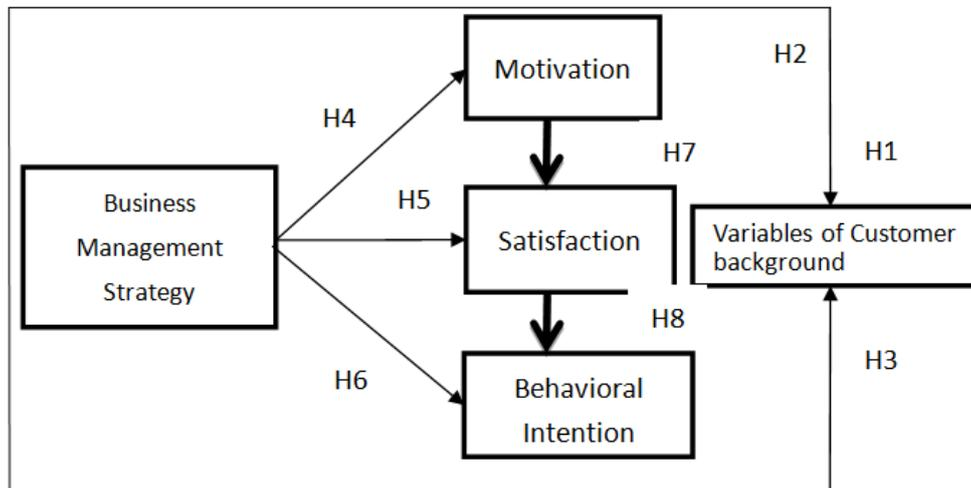 Motivation
H2
H4
H7
H1
Business
Management
Strategy
H5
Satisfaction
Variables of Customer
background
H8
H6
Behavioral
Intention
H3